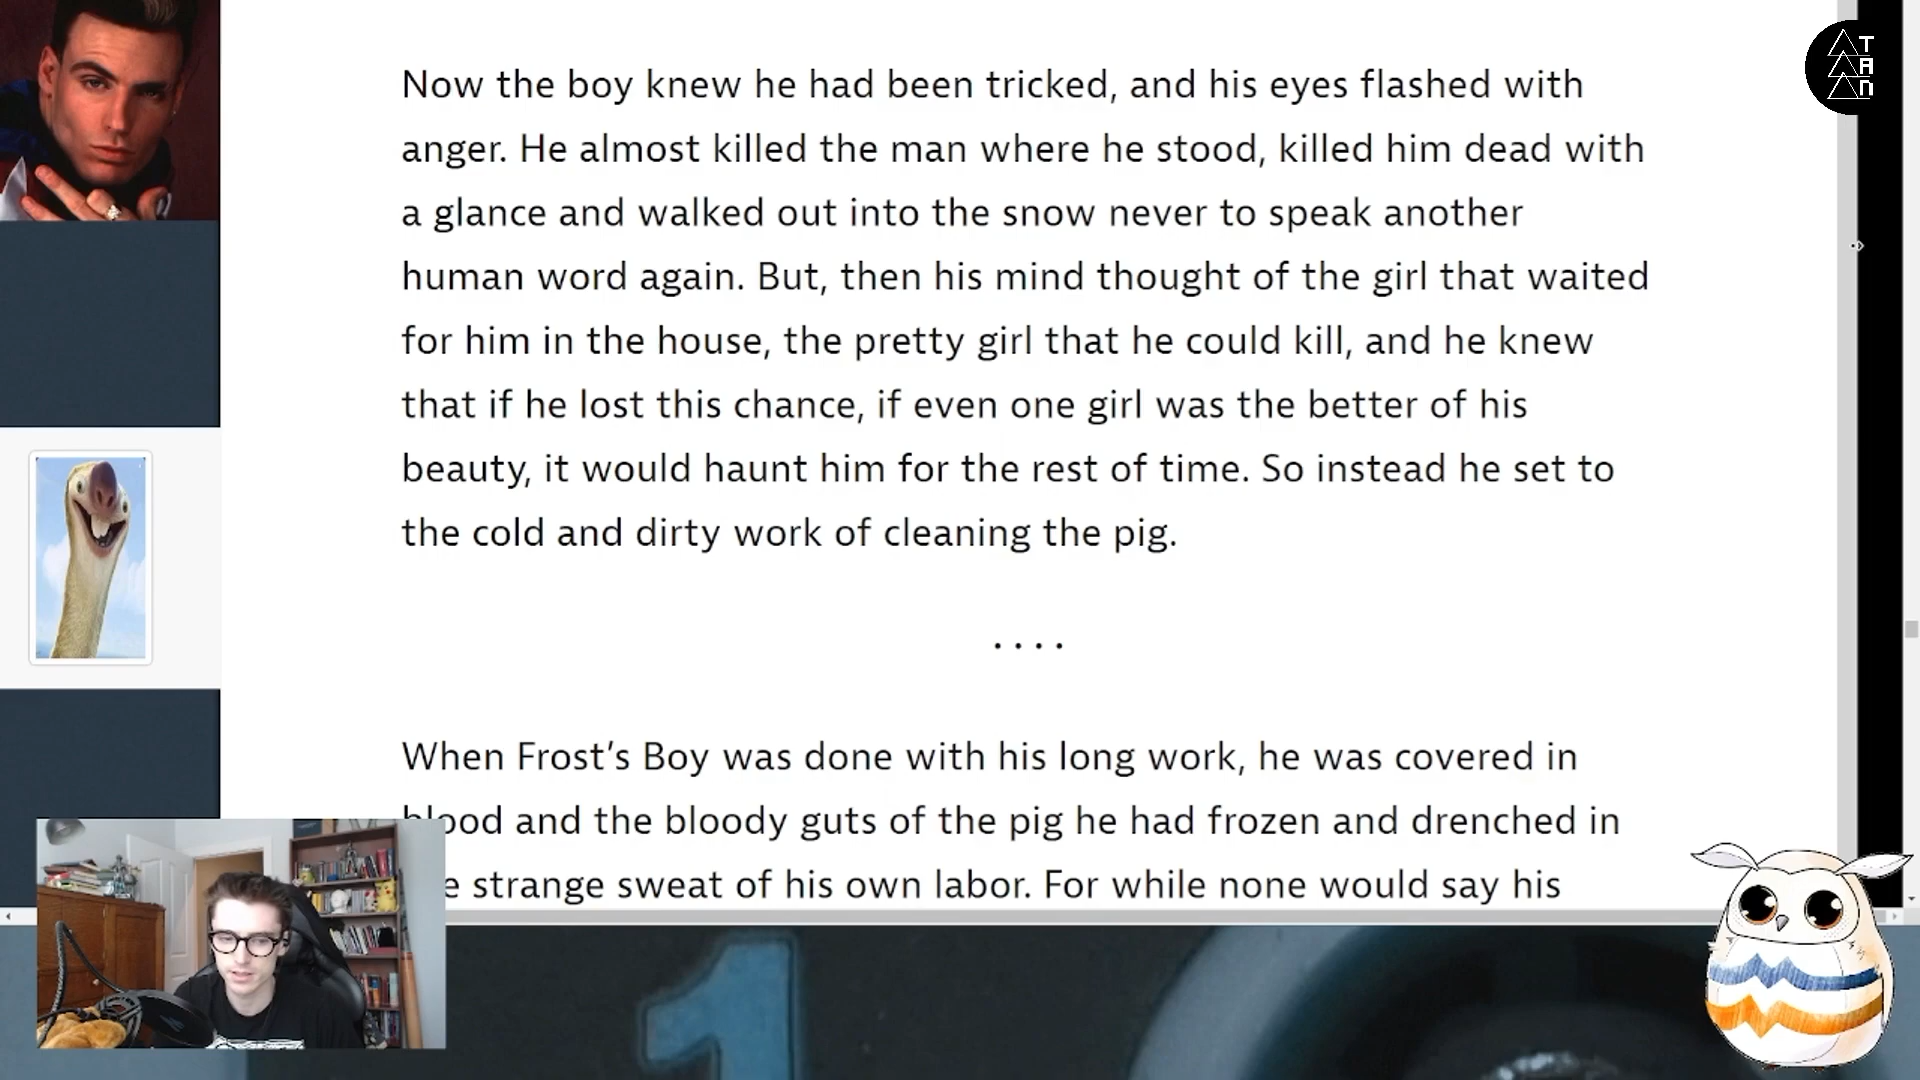 Now the boy knew he had been tricked, and his eyes flashed with
anger. He almost killed the man where he stood, killed him dead with
a glance and walked out into the snow never to speak another
human word again. But, then his mind thought of the girl that waited
for him in the house, the pretty girl that he could kill, and he knew
that if he lost this chance, if even one girl was the better of his
beauty, it would haunt him for the rest of time. So instead he set to
the cold and dirty work of cleaning the pig.
. . . .
When Frost’s Boy was done with his long work, he was covered in
blood and the bloody guts of the pig he had frozen and drenched in
strange sweat of his own labor. For while none would say his
TAN
1